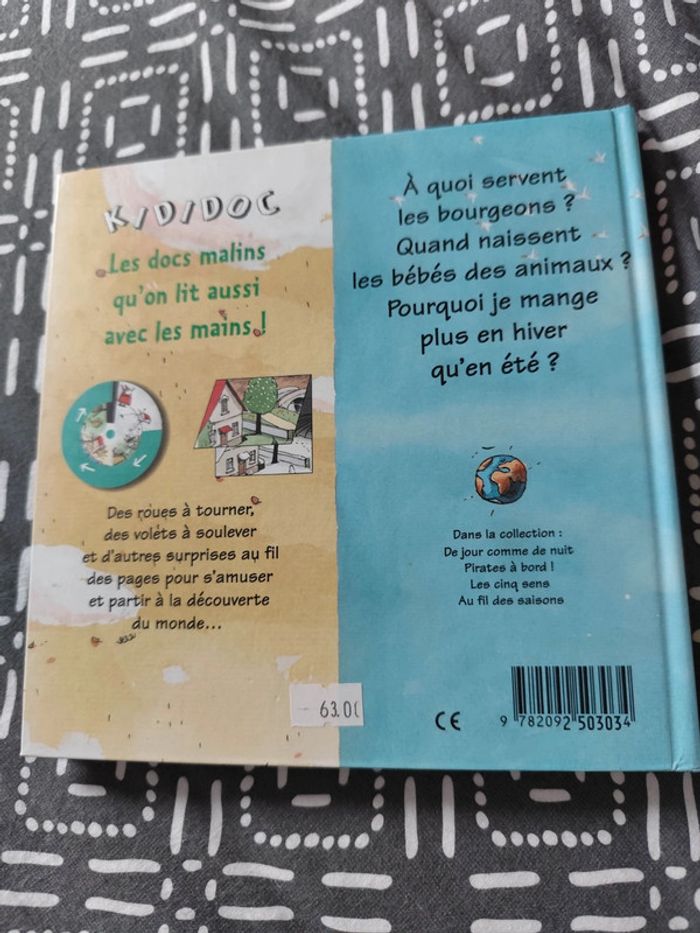 KIDIDOC
Les docs malins
qu'on lit aussi
avec les mains !
Des roues à tourner,
des volets à soulever
et d'autres surprises au fil
des pages pour s'amuser
et partir à la découverte
du monde...
63.0
À quoi servent
les bourgeons ?
Quand naissent
les bébés des animaux ?
Pourquoi je mange
plus en hiver
qu'en été ?
Dans la collection :
De jour comme de nuit
Pirates à bord !
Les cinq sens
Au fil des saisons
CE
9 782092 503034